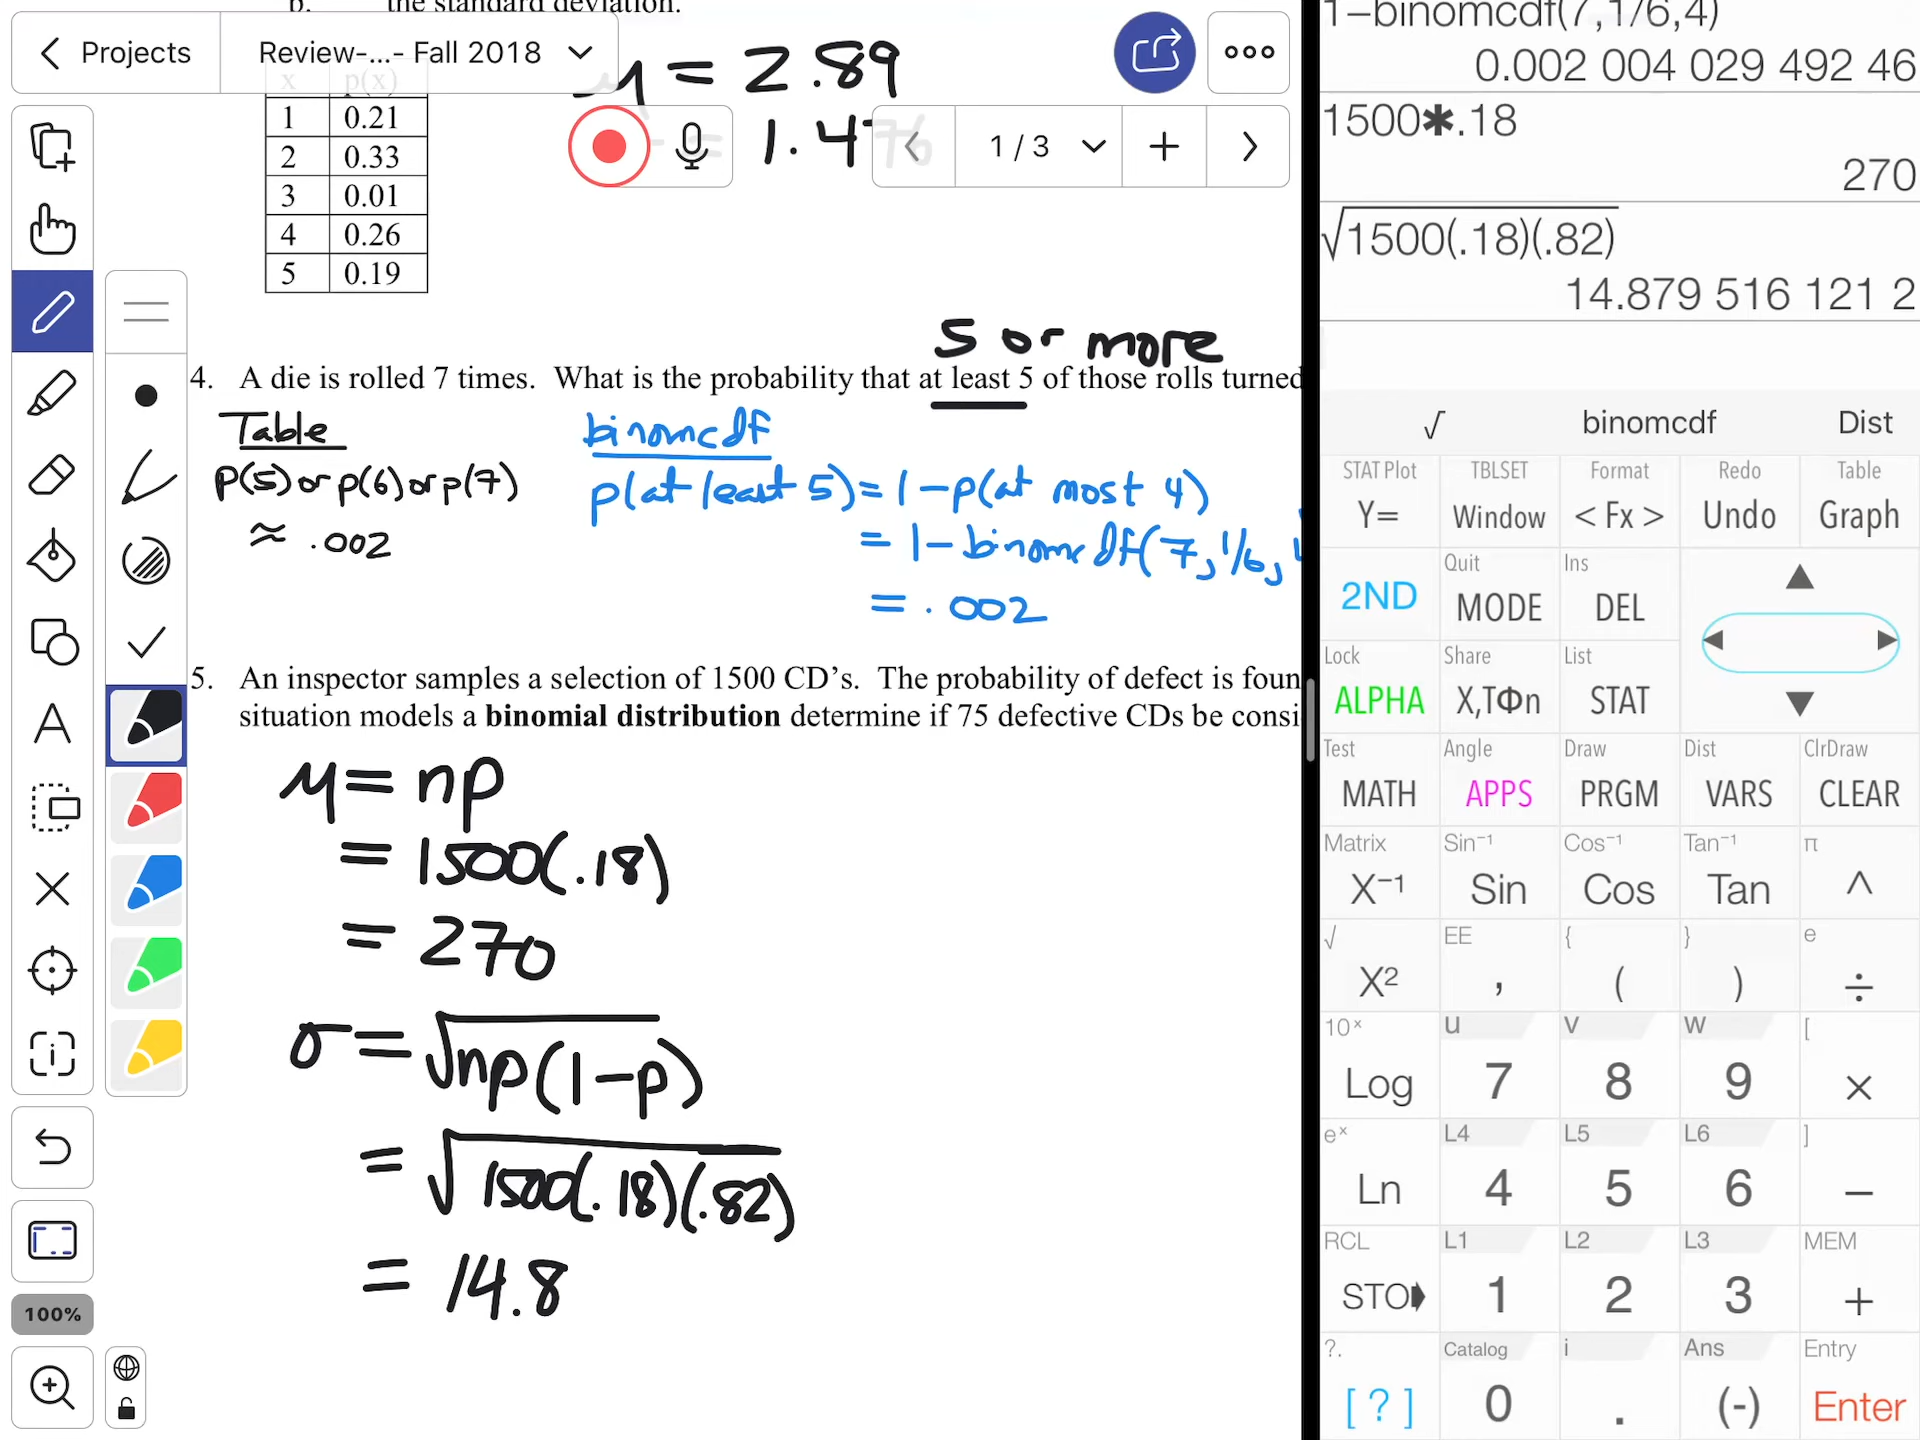 b. the standard deviation.
Projects
Review-...- Fall 2018
x p(x)
1 0.21
2 0.33
3 0.01
4 0.26
5 0.19
μ = 2.89
= 1.476
1 / 3
5 or more
4. A die is rolled 7 times. What is the probability that at least 5 of those rolls turned
Table
P(5) or p(6) or p(7)
≈ .002
binomcdf
p(at least 5) = 1 - p(at most 4)
= 1 - binomcdf(7, 1/6,
= .002
5. An inspector samples a selection of 1500 CD's. The probability of defect is foun
situation models a binomial distribution determine if 75 defective CDs be consi
μ = np
= 1500(.18)
= 270
σ = √np(1-p)
= √1500(.18)(.82)
= 14.8
A
100%
1−binomcdf(7,1/6,4)
0.002 004 029 492 46
1500✱.18
270
√1500(.18)(.82)
14.879 516 121 2
√ binomcdf Dist
STAT Plot TBLSET Format Redo Table
Y= Window < Fx > Undo Graph
Quit Ins
2ND MODE DEL
Lock Share List
ALPHA X,TΦn STAT
Test Angle Draw Dist ClrDraw
MATH APPS PRGM VARS CLEAR
Matrix Sin⁻¹ Cos⁻¹ Tan⁻¹ π
X⁻¹ Sin Cos Tan ^
√ EE { } e
X² , ( ) ÷
10ˣ u v w [
Log 7 8 9 ×
eˣ L4 L5 L6 ]
Ln 4 5 6 −
RCL L1 L2 L3 MEM
STO 1 2 3 +
?. Catalog i Ans Entry
[ ? ] 0 . (-) Enter